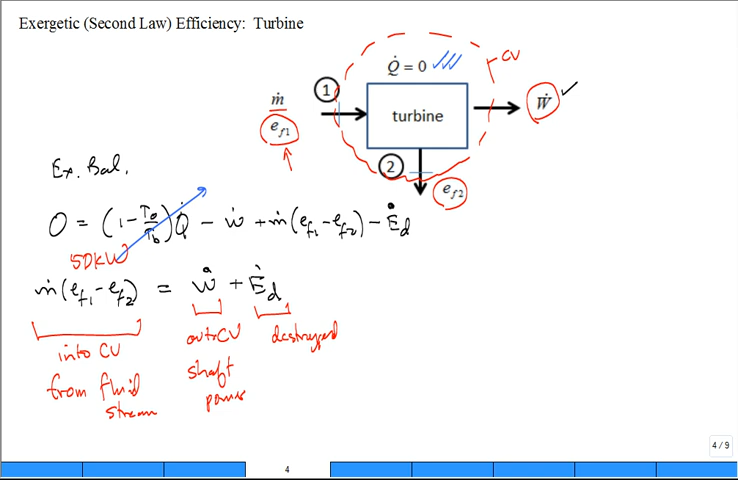 Exergetic (Second Law) Efficiency: Turbine
Q̇ = 0
CV
1
ṁ
e_f1
turbine
Ẇ
2
e_f2
Ex. Bal.
0 = (1 - T₀/T_b) Q̇ - Ẇ + ṁ(e_f1 - e_f2) - Ė_d
50kW
ṁ(e_f1 - e_f2) = Ẇ + Ė_d
into CV
from fluid
stream
out CV
shaft
power
destroyed
4 / 9
4